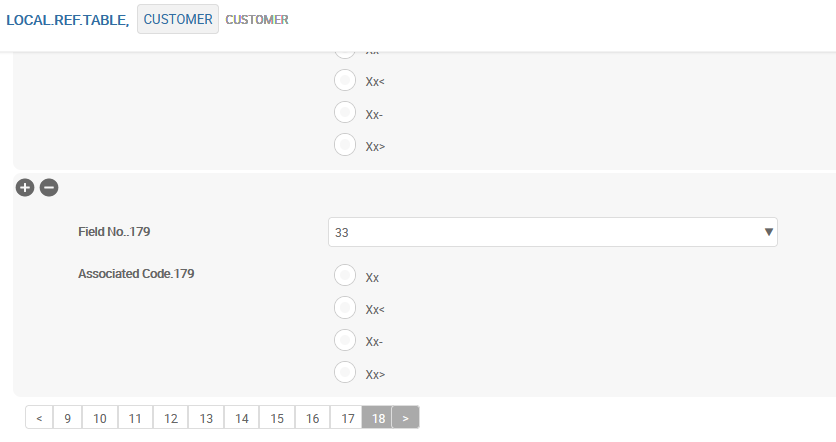 LOCAL.REF.TABLE, CUSTOMER CUSTOMER
Xx<
Xx-
Xx>
Field No..179 33
Associated Code.179
Xx
Xx<
Xx-
Xx>
< 9 10 11 12 13 14 15 16 17 18 >